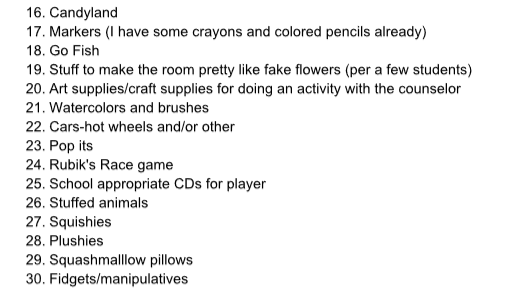 16. Candyland
17. Markers (I have some crayons and colored pencils already)
18. Go Fish
19. Stuff to make the room pretty like fake flowers (per a few students)
20. Art supplies/craft supplies for doing an activity with the counselor
21. Watercolors and brushes
22. Cars-hot wheels and/or other
23. Pop its
24. Rubik's Race game
25. School appropriate CDs for player
26. Stuffed animals
27. Squishies
28. Plushies
29. Squashmalllow pillows
30. Fidgets/manipulatives